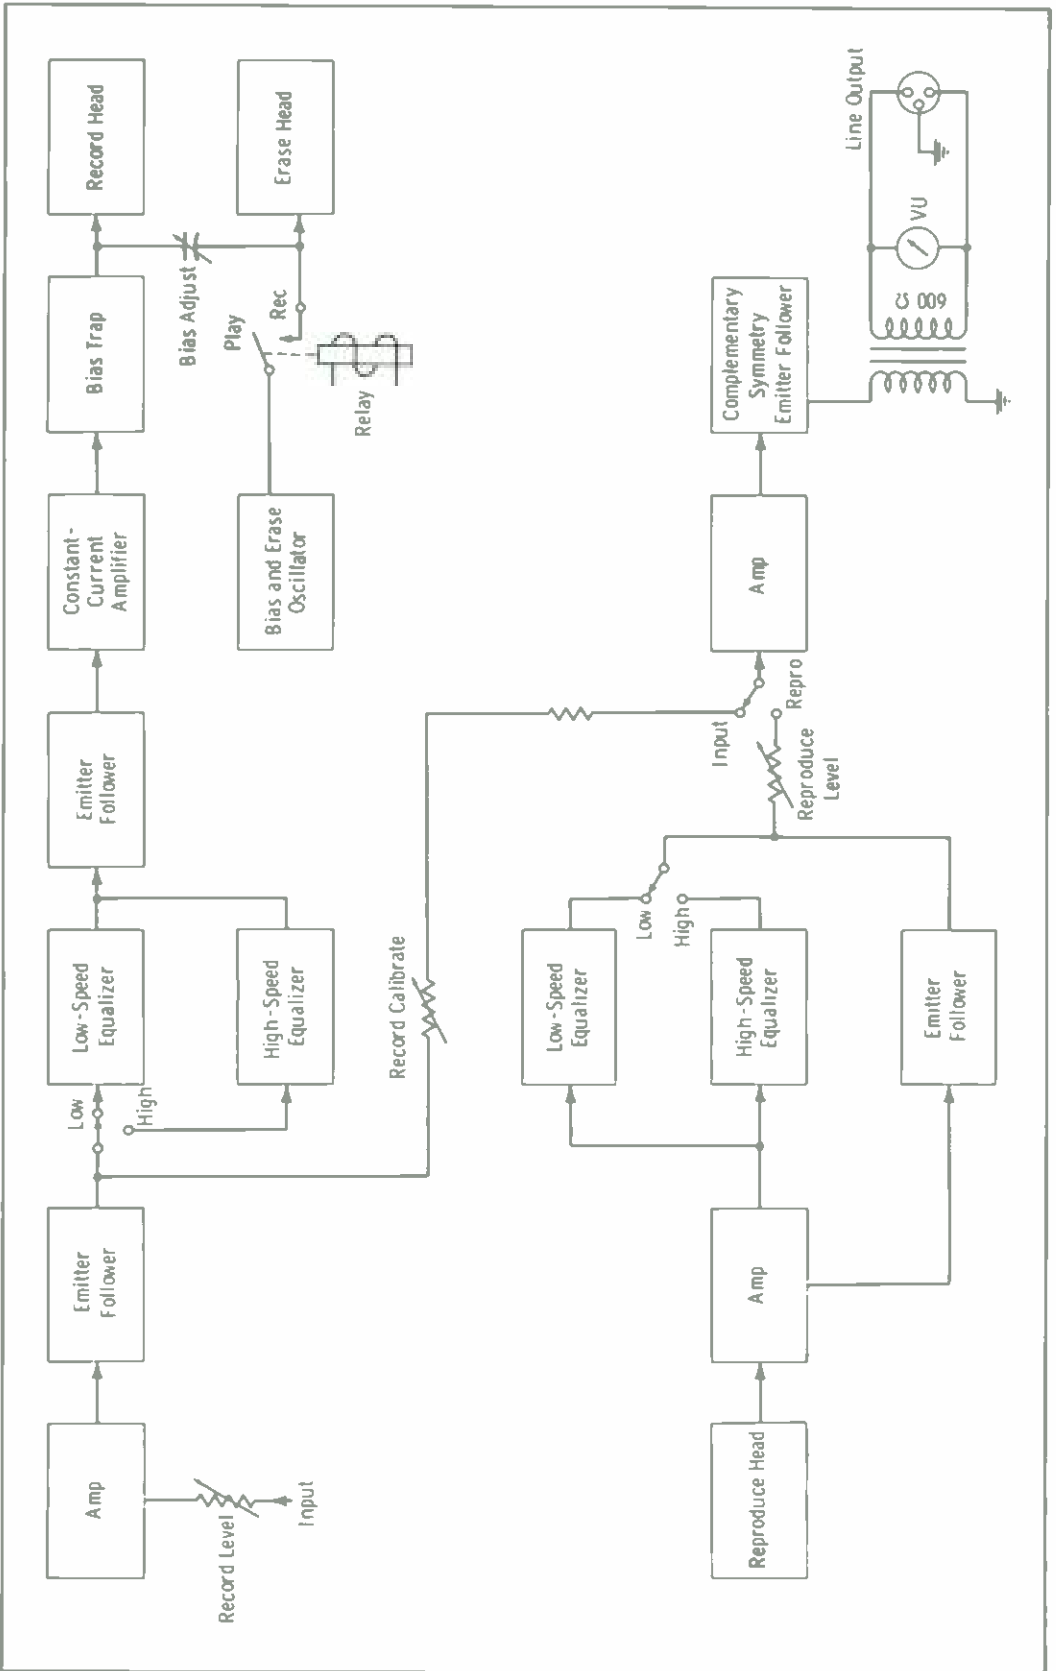 Record Level
Input
Amp
Emitter
Follower
Low
High
Low-Speed
Equalizer
High-Speed
Equalizer
Emitter
Follower
Constant-
Current
Amplifier
Bias and Erase
Oscillator
Bias Trap
Bias Adjust
Play
Rec
Relay
Record Head
Erase Head
Record Calibrate
Reproduce Head
Amp
Low-Speed
Equalizer
High-Speed
Equalizer
Emitter
Follower
Low
High
Reproduce
Level
Input
Repro
Amp
Complementary
Symmetry
Emitter Follower
600 Ω
VU
Line Output